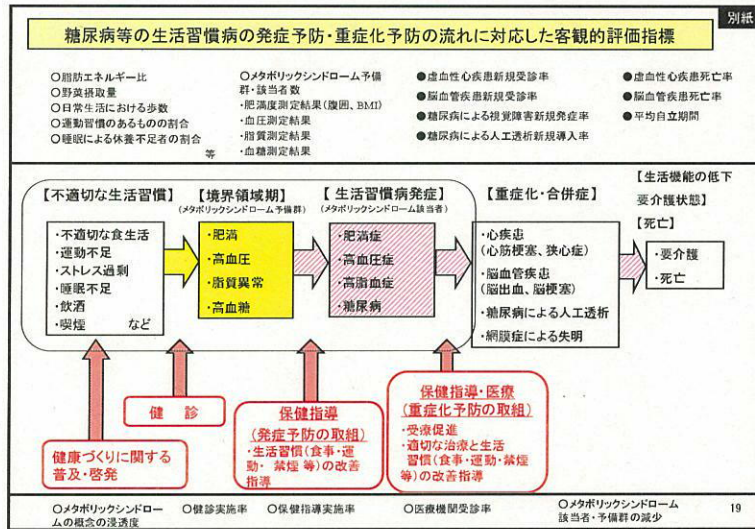 別紙
糖尿病等の生活習慣病の発症予防・重症化予防の流れに対応した客観的評価指標
○脂肪エネルギー比
○野菜摂取量
○日常生活における歩数
○運動習慣のあるものの割合
○睡眠による休養不足者の割合
等
○メタボリックシンドローム予備
群・該当者数
・肥満度測定結果(腹囲、BMI)
・血圧測定結果
・脂質測定結果
・血糖測定結果
●虚血性心疾患新規受診率
●脳血管疾患新規受診率
●糖尿病による視覚障害新規発症率
●糖尿病による人工透析新規導入率
●虚血性心疾患死亡率
●脳血管疾患死亡率
●平均自立期間
【不適切な生活習慣】
・不適切な食生活
・運動不足
・ストレス過剰
・睡眠不足
・飲酒
・喫煙 など
【境界領域期】
(メタボリックシンドローム予備群)
・肥満
・高血圧
・脂質異常
・高血糖
【生活習慣病発症】
(メタボリックシンドローム該当者)
・肥満症
・高血圧症
・高脂血症
・糖尿病
【重症化・合併症】
・心疾患
(心筋梗塞、狭心症)
・脳血管疾患
(脳出血、脳梗塞)
・糖尿病による人工透析
・網膜症による失明
【生活機能の低下
要介護状態】
【死亡】
・要介護
・死亡
健康づくりに関する
普及・啓発
健 診
保健指導
(発症予防の取組)
・生活習慣(食事・運
動・ 禁煙 等)の改善
指導
保健指導・医療
(重症化予防の取組)
・受療促進
・適切な治療と生活
習慣(食事・運動・禁煙
等)の改善指導
○メタボリックシンドロー
ムの概念の浸透度
○健診実施率
○保健指導実施率
○医療機関受診率
○メタボリックシンドローム
該当者・予備群の減少
19